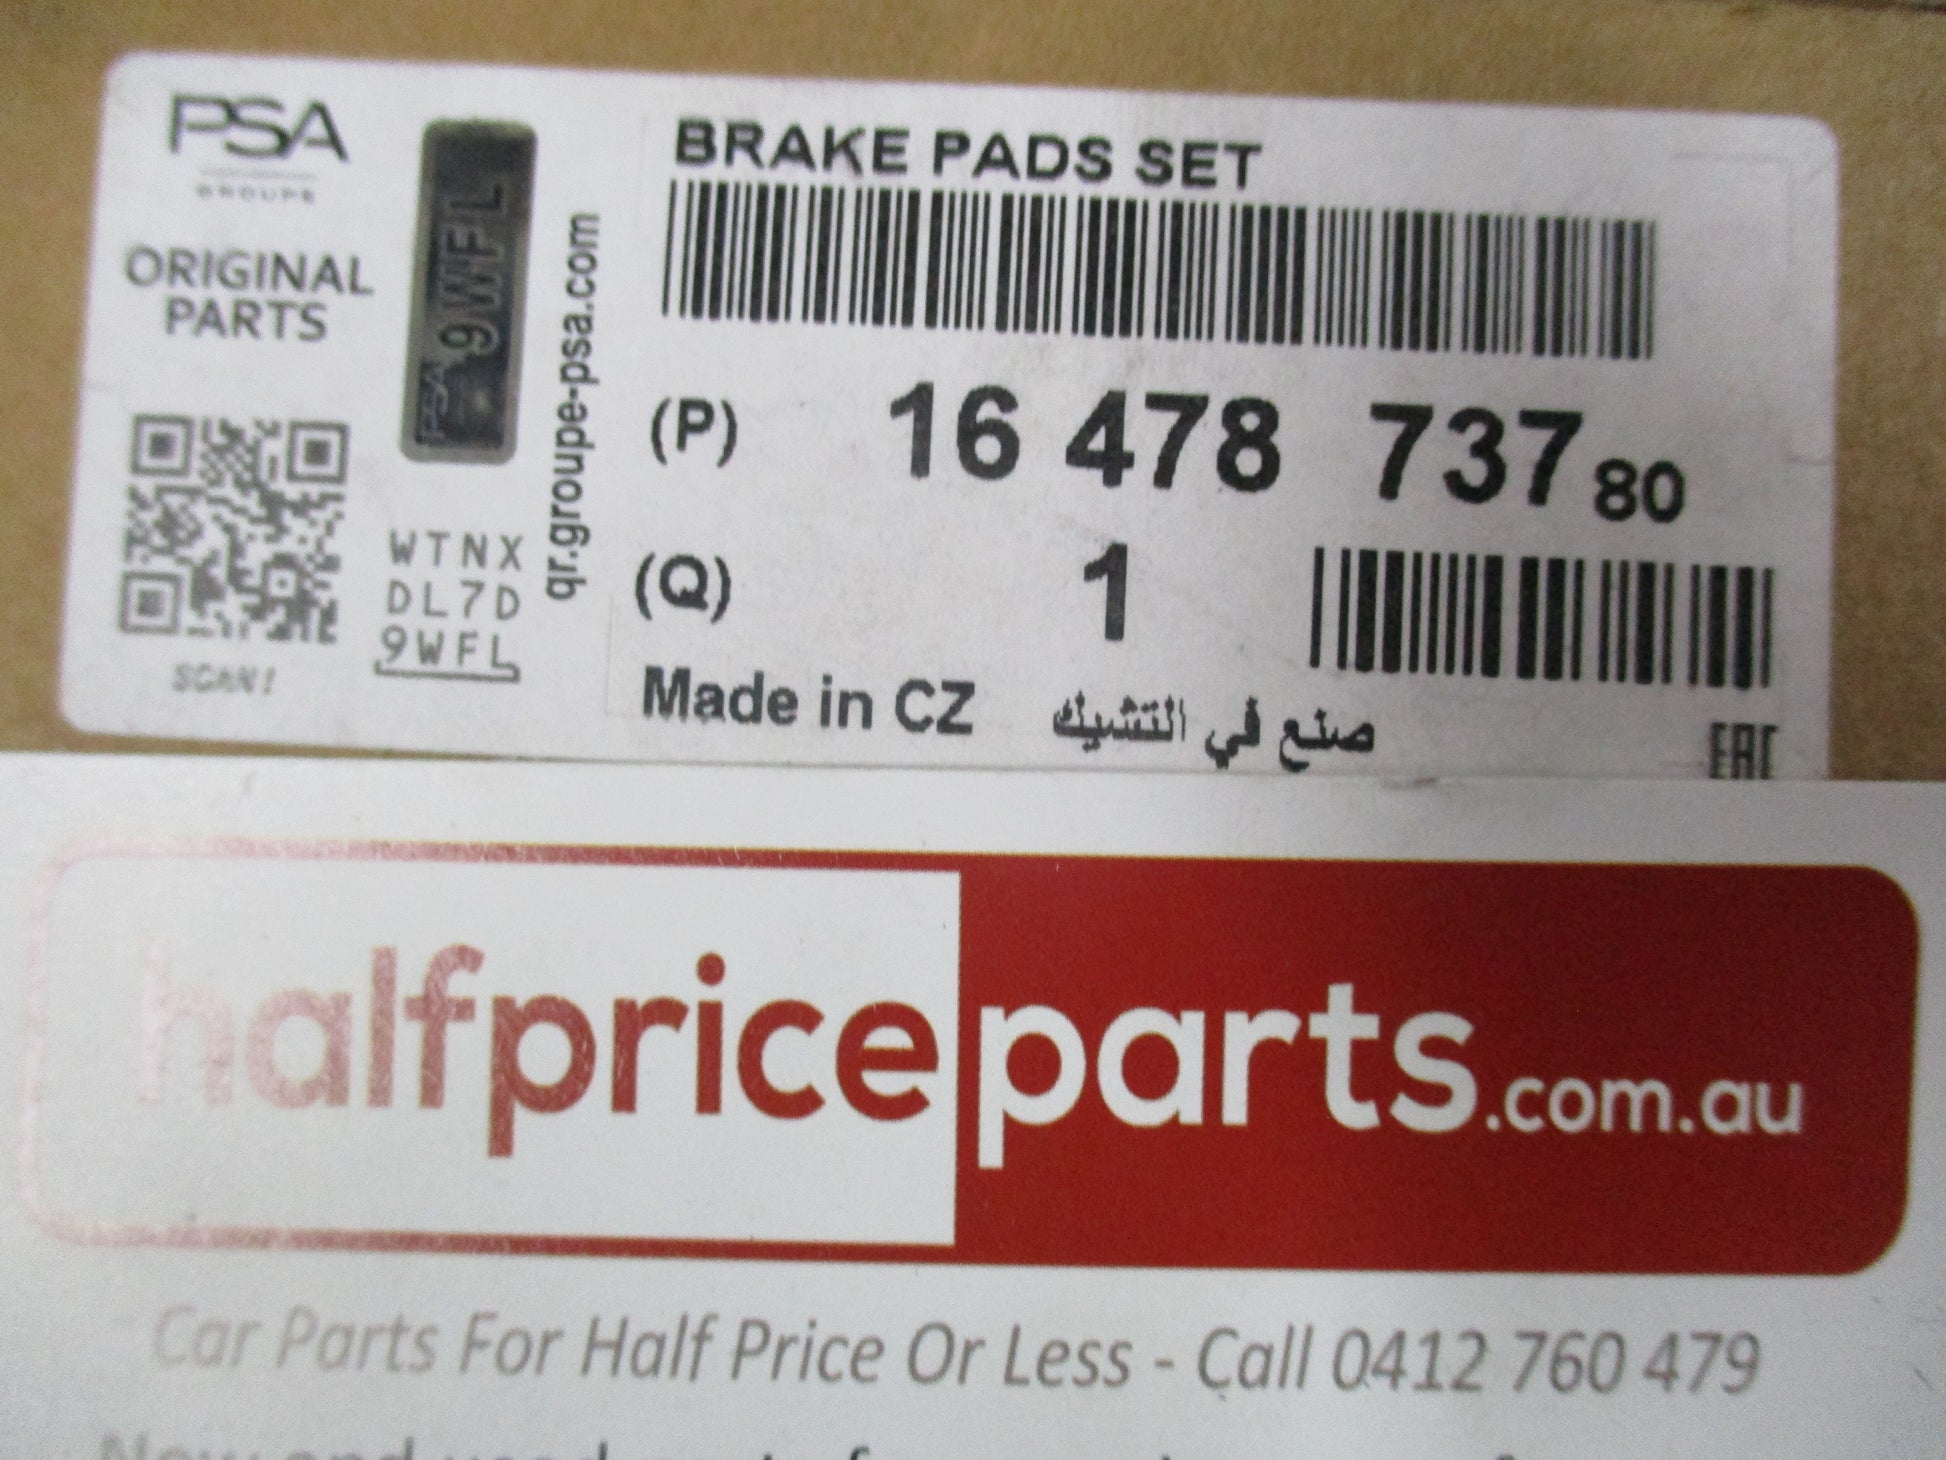 PSA
GROUPE
ORIGINAL
PARTS
SCAN!
PSA 9WFL
WTNX
DL7D
9WFL
qr.groupe-psa.com
BRAKE PADS SET
(P) 16 478 737 80
(Q) 1
Made in CZ صنع في التشيك
EAC
halfpriceparts.com.au
Car Parts For Half Price Or Less - Call 0412 760 479